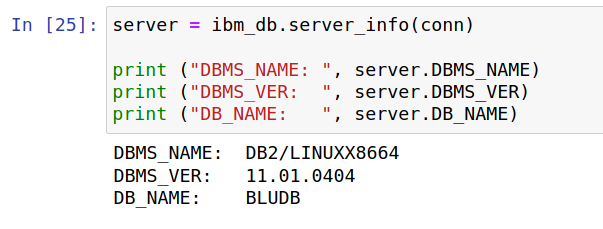 In [25]: server = ibm_db.server_info(conn)
print ("DBMS_NAME: ", server.DBMS_NAME)
print ("DBMS_VER:  ", server.DBMS_VER)
print ("DB_NAME:   ", server.DB_NAME)
DBMS_NAME:  DB2/LINUXX8664
DBMS_VER:   11.01.0404
DB_NAME:    BLUDB